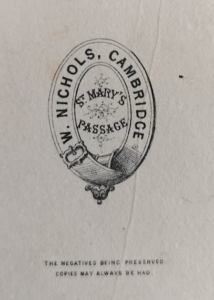 W. NICHOLS, CAMBRIDGE
ST. MARY'S
PASSAGE
THE NEGATIVES BEING PRESERVED
COPIES MAY ALWAYS BE HAD.